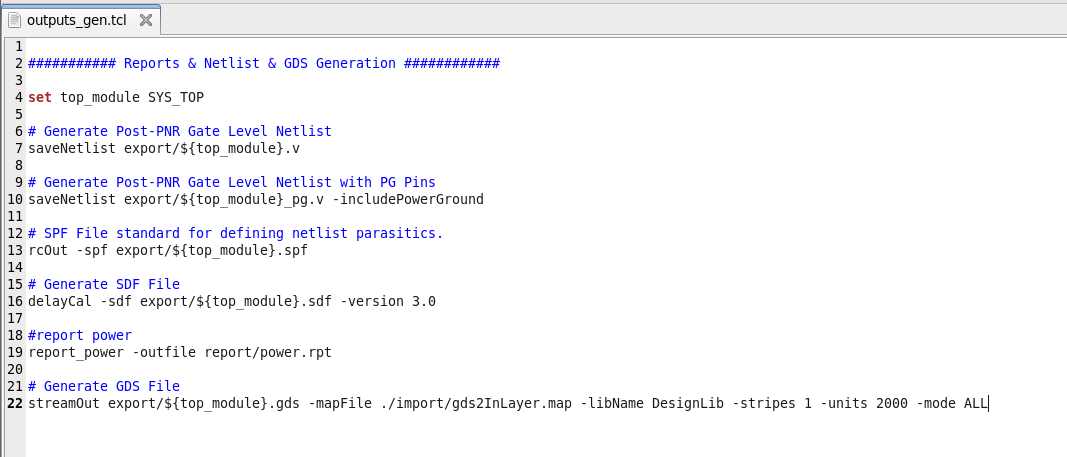 outputs_gen.tcl
1
2 ########### Reports & Netlist & GDS Generation ############
3
4 set top_module SYS_TOP
5
6 # Generate Post-PNR Gate Level Netlist
7 saveNetlist export/${top_module}.v
8
9 # Generate Post-PNR Gate Level Netlist with PG Pins
10 saveNetlist export/${top_module}_pg.v -includePowerGround
11
12 # SPF File standard for defining netlist parasitics.
13 rcOut -spf export/${top_module}.spf
14
15 # Generate SDF File
16 delayCal -sdf export/${top_module}.sdf -version 3.0
17
18 #report power
19 report_power -outfile report/power.rpt
20
21 # Generate GDS File
22 streamOut export/${top_module}.gds -mapFile ./import/gds2InLayer.map -libName DesignLib -stripes 1 -units 2000 -mode ALL